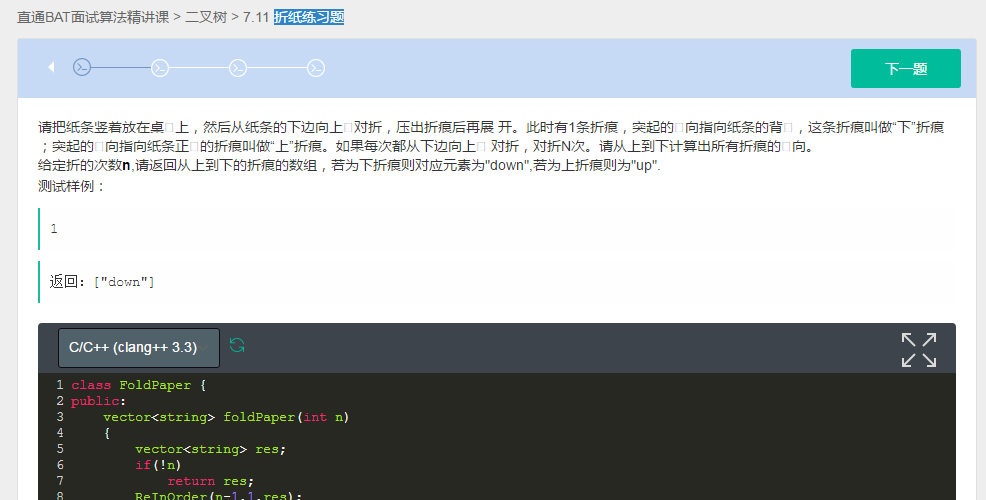 直通BAT面试算法精讲课 > 二叉树 > 7.11 折纸练习题
下一题
请把纸条竖着放在桌□上，然后从纸条的下边向上□对折，压出折痕后再展 开。此时有1条折痕，突起的□向指向纸条的背□，这条折痕叫做“下”折痕
；突起的□向指向纸条正□的折痕叫做“上”折痕。如果每次都从下边向上□ 对折，对折N次。请从上到下计算出所有折痕的□向。
给定折的次数n,请返回从上到下的折痕的数组，若为下折痕则对应元素为"down",若为上折痕则为"up".
测试样例：
1
返回：["down"]
C/C++ (clang++ 3.3)
1 class FoldPaper {
2 public:
3 vector<string> foldPaper(int n)
4 {
5 vector<string> res;
6 if(!n)
7 return res;
8 ReInOrder(n-1,1,res);